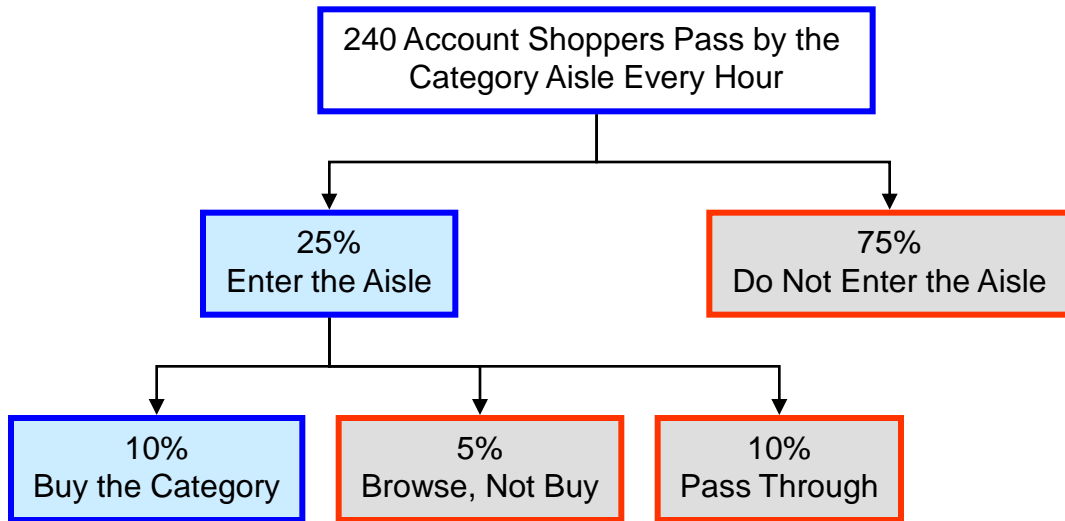 240 Account Shoppers Pass by the
Category Aisle Every Hour
25%
Enter the Aisle
75%
Do Not Enter the Aisle
10%
Buy the Category
5%
Browse, Not Buy
10%
Pass Through